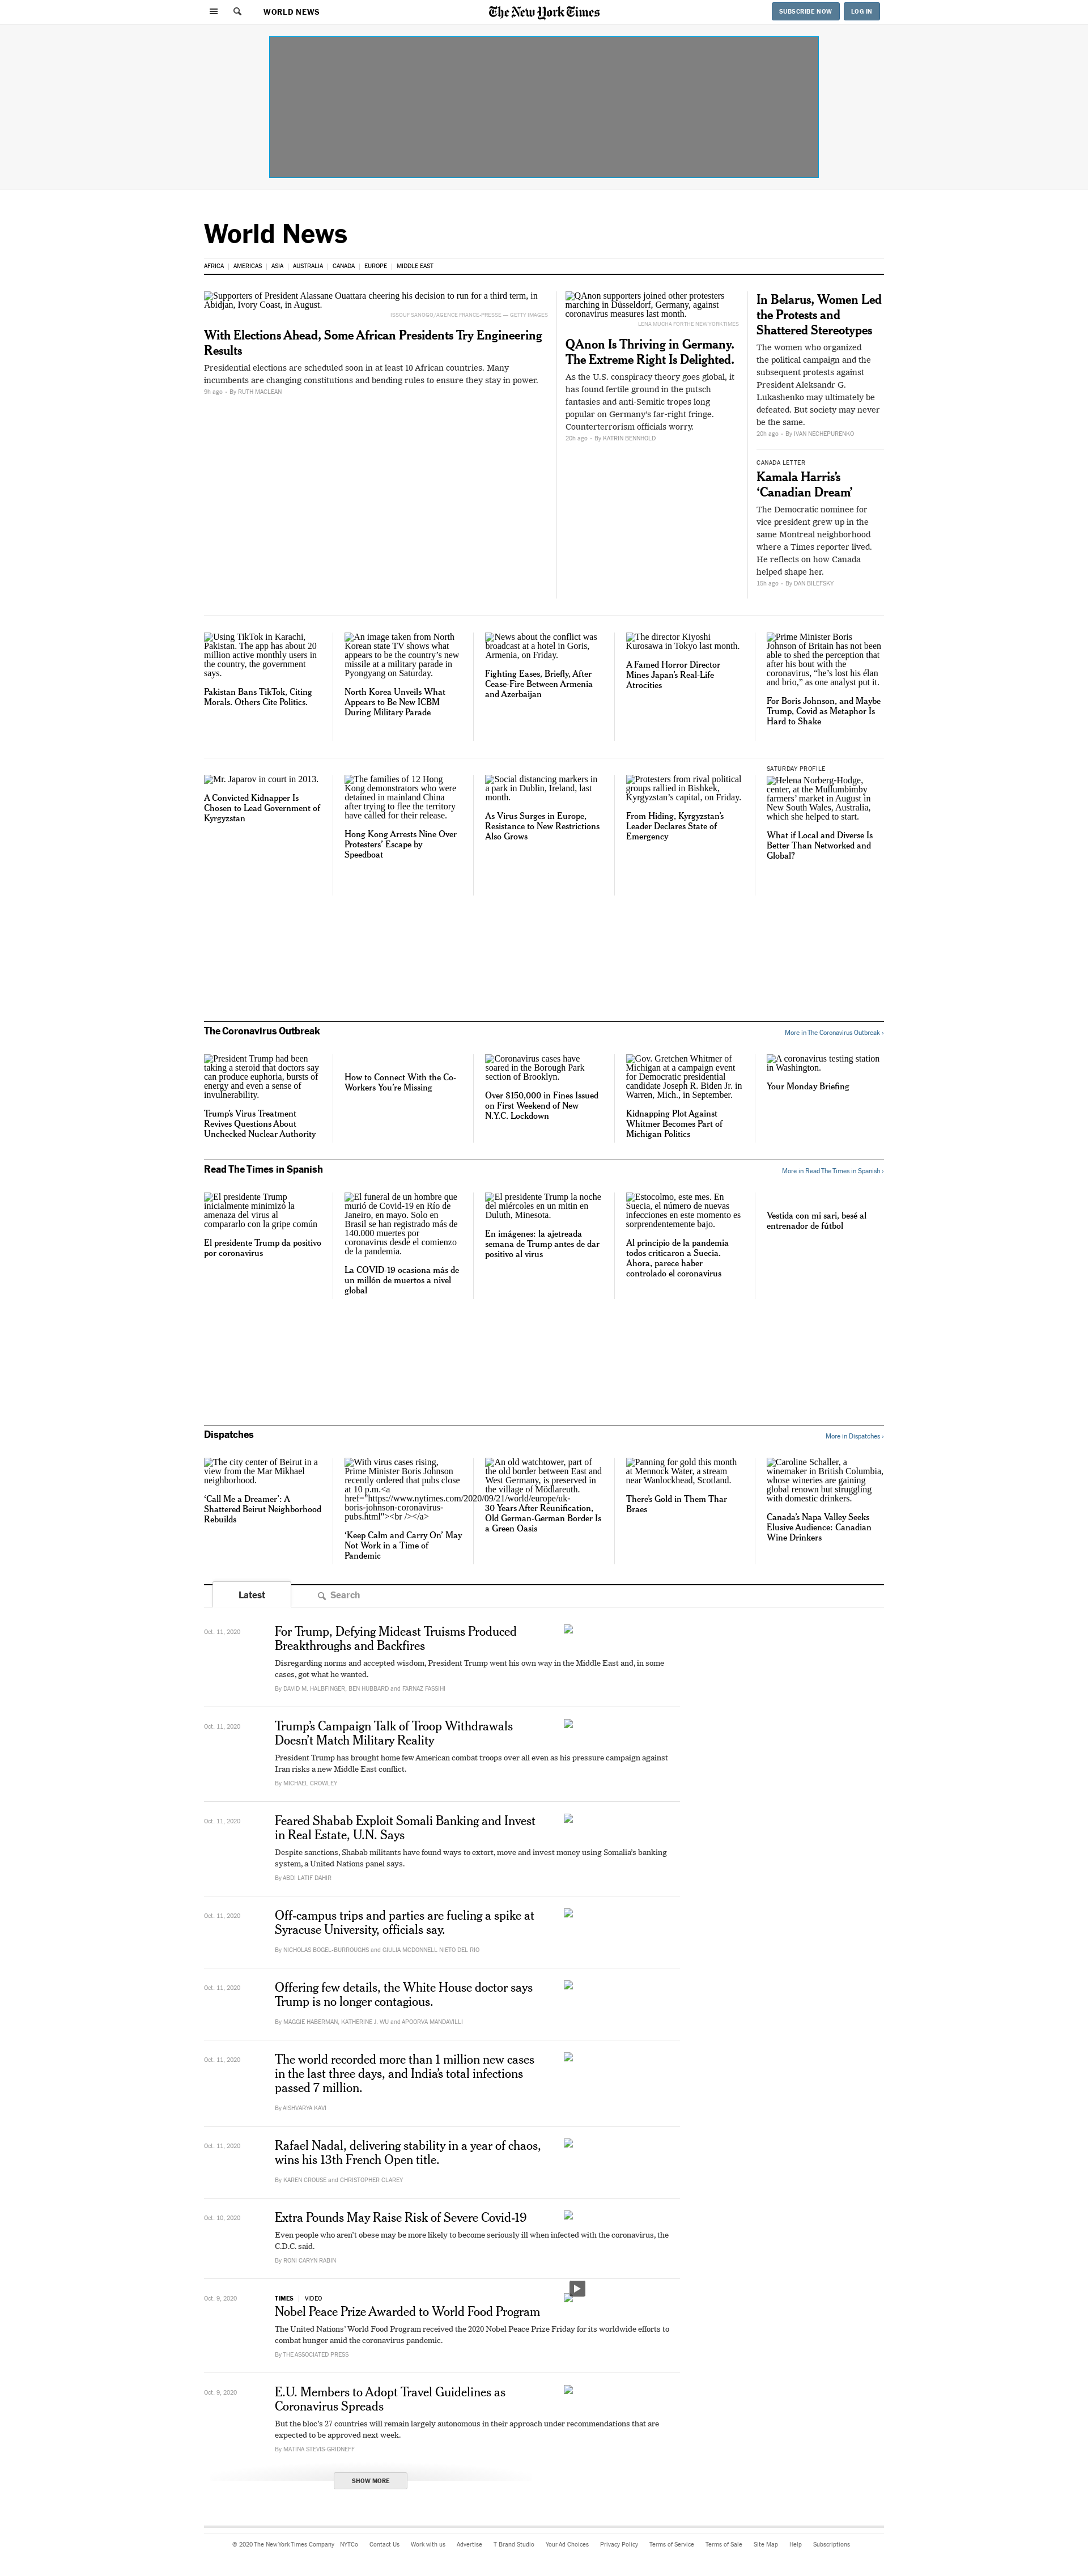 WORLD NEWS
The New York Times
SUBSCRIBE NOW
LOG IN
World News
AFRICA | AMERICAS | ASIA | AUSTRALIA | CANADA | EUROPE | MIDDLE EAST
Supporters of President Alassane Ouattara cheering his decision to run for a third term, in
Abidjan, Ivory Coast, in August.
ISSOUF SANOGO/AGENCE FRANCE-PRESSE — GETTY IMAGES
With Elections Ahead, Some African Presidents Try Engineering
Results
Presidential elections are scheduled soon in at least 10 African countries. Many
incumbents are changing constitutions and bending rules to ensure they stay in power.
9h ago - By RUTH MACLEAN
QAnon supporters joined other protesters
marching in Düsseldorf, Germany, against
coronavirus measures last month.
LENA MUCHA FOR THE NEW YORK TIMES
QAnon Is Thriving in Germany.
The Extreme Right Is Delighted.
As the U.S. conspiracy theory goes global, it
has found fertile ground in the putsch
fantasies and anti-Semitic tropes long
popular on Germany's far-right fringe.
Counterterrorism officials worry.
20h ago - By KATRIN BENNHOLD
In Belarus, Women Led
the Protests and
Shattered Stereotypes
The women who organized
the political campaign and the
subsequent protests against
President Aleksandr G.
Lukashenko may ultimately be
defeated. But society may never
be the same.
20h ago - By IVAN NECHEPURENKO
CANADA LETTER
Kamala Harris's
‘Canadian Dream’
The Democratic nominee for
vice president grew up in the
same Montreal neighborhood
where a Times reporter lived.
He reflects on how Canada
helped shape her.
15h ago - By DAN BILEFSKY
Using TikTok in Karachi,
Pakistan. The app has about 20
million active monthly users in
the country, the government
says.
Pakistan Bans TikTok, Citing
Morals. Others Cite Politics.
An image taken from North
Korean state TV shows what
appears to be the country's new
missile at a military parade in
Pyongyang on Saturday.
North Korea Unveils What
Appears to Be New ICBM
During Military Parade
News about the conflict was
broadcast at a hotel in Goris,
Armenia, on Friday.
Fighting Eases, Briefly, After
Cease-Fire Between Armenia
and Azerbaijan
The director Kiyoshi
Kurosawa in Tokyo last month.
A Famed Horror Director
Mines Japan's Real-Life
Atrocities
Prime Minister Boris
Johnson of Britain has not been
able to shed the perception that
after his bout with the
coronavirus, “he's lost his élan
and brio,” as one analyst put it.
For Boris Johnson, and Maybe
Trump, Covid as Metaphor Is
Hard to Shake
Mr. Japarov in court in 2013.
A Convicted Kidnapper Is
Chosen to Lead Government of
Kyrgyzstan
The families of 12 Hong
Kong demonstrators who were
detained in mainland China
after trying to flee the territory
have called for their release.
Hong Kong Arrests Nine Over
Protesters' Escape by
Speedboat
Social distancing markers in
a park in Dublin, Ireland, last
month.
As Virus Surges in Europe,
Resistance to New Restrictions
Also Grows
Protesters from rival political
groups rallied in Bishkek,
Kyrgyzstan's capital, on Friday.
From Hiding, Kyrgyzstan's
Leader Declares State of
Emergency
SATURDAY PROFILE
Helena Norberg-Hodge,
center, at the Mullumbimby
farmers' market in August in
New South Wales, Australia,
which she helped to start.
What if Local and Diverse Is
Better Than Networked and
Global?
The Coronavirus Outbreak
More in The Coronavirus Outbreak ›
President Trump had been
taking a steroid that doctors say
can produce euphoria, bursts of
energy and even a sense of
invulnerability.
Trump's Virus Treatment
Revives Questions About
Unchecked Nuclear Authority
How to Connect With the Co-
Workers You're Missing
Coronavirus cases have
soared in the Borough Park
section of Brooklyn.
Over $150,000 in Fines Issued
on First Weekend of New
N.Y.C. Lockdown
Gov. Gretchen Whitmer of
Michigan at a campaign event
for Democratic presidential
candidate Joseph R. Biden Jr. in
Warren, Mich., in September.
Kidnapping Plot Against
Whitmer Becomes Part of
Michigan Politics
A coronavirus testing station
in Washington.
Your Monday Briefing
Read The Times in Spanish
More in Read The Times in Spanish ›
El presidente Trump
inicialmente minimizó la
amenaza del virus al
compararlo con la gripe común
El presidente Trump da positivo
por coronavirus
El funeral de un hombre que
murió de Covid-19 en Río de
Janeiro, en mayo. Solo en
Brasil se han registrado más de
140.000 muertes por
coronavirus desde el comienzo
de la pandemia.
La COVID-19 ocasiona más de
un millón de muertos a nivel
global
El presidente Trump la noche
del miércoles en un mitin en
Duluth, Minesota.
En imágenes: la ajetreada
semana de Trump antes de dar
positivo al virus
Estocolmo, este mes. En
Suecia, el número de nuevas
infecciones en este momento es
sorprendentemente bajo.
Al principio de la pandemia
todos criticaron a Suecia.
Ahora, parece haber
controlado el coronavirus
Vestida con mi sari, besé al
entrenador de fútbol
Dispatches
More in Dispatches ›
The city center of Beirut in a
view from the Mar Mikhael
neighborhood.
‘Call Me a Dreamer’: A
Shattered Beirut Neighborhood
Rebuilds
With virus cases rising,
Prime Minister Boris Johnson
recently ordered that pubs close
at 10 p.m.<a
href="https://www.nytimes.com/2020/09/21/world/europe/uk-
boris-johnson-coronavirus-
pubs.html"><br /></a>
‘Keep Calm and Carry On’ May
Not Work in a Time of
Pandemic
An old watchtower, part of
the old border between East and
West Germany, is preserved in
the village of Mödlareuth.
30 Years After Reunification,
Old German-German Border Is
a Green Oasis
Panning for gold this month
at Mennock Water, a stream
near Wanlockhead, Scotland.
There's Gold in Them Thar
Braes
Caroline Schaller, a
winemaker in British Columbia,
whose wineries are gaining
global renown but struggling
with domestic drinkers.
Canada's Napa Valley Seeks
Elusive Audience: Canadian
Wine Drinkers
Latest
Search
Oct. 11, 2020
For Trump, Defying Mideast Truisms Produced
Breakthroughs and Backfires
Disregarding norms and accepted wisdom, President Trump went his own way in the Middle East and, in some
cases, got what he wanted.
By DAVID M. HALBFINGER, BEN HUBBARD and FARNAZ FASSIHI
Oct. 11, 2020
Trump's Campaign Talk of Troop Withdrawals
Doesn't Match Military Reality
President Trump has brought home few American combat troops over all even as his pressure campaign against
Iran risks a new Middle East conflict.
By MICHAEL CROWLEY
Oct. 11, 2020
Feared Shabab Exploit Somali Banking and Invest
in Real Estate, U.N. Says
Despite sanctions, Shabab militants have found ways to extort, move and invest money using Somalia's banking
system, a United Nations panel says.
By ABDI LATIF DAHIR
Oct. 11, 2020
Off-campus trips and parties are fueling a spike at
Syracuse University, officials say.
By NICHOLAS BOGEL-BURROUGHS and GIULIA MCDONNELL NIETO DEL RIO
Oct. 11, 2020
Offering few details, the White House doctor says
Trump is no longer contagious.
By MAGGIE HABERMAN, KATHERINE J. WU and APOORVA MANDAVILLI
Oct. 11, 2020
The world recorded more than 1 million new cases
in the last three days, and India's total infections
passed 7 million.
By AISHVARYA KAVI
Oct. 11, 2020
Rafael Nadal, delivering stability in a year of chaos,
wins his 13th French Open title.
By KAREN CROUSE and CHRISTOPHER CLAREY
Oct. 10, 2020
Extra Pounds May Raise Risk of Severe Covid-19
Even people who aren't obese may be more likely to become seriously ill when infected with the coronavirus, the
C.D.C. said.
By RONI CARYN RABIN
Oct. 9, 2020
TIMES | VIDEO
Nobel Peace Prize Awarded to World Food Program
The United Nations' World Food Program received the 2020 Nobel Peace Prize Friday for its worldwide efforts to
combat hunger amid the coronavirus pandemic.
By THE ASSOCIATED PRESS
Oct. 9, 2020
E.U. Members to Adopt Travel Guidelines as
Coronavirus Spreads
But the bloc's 27 countries will remain largely autonomous in their approach under recommendations that are
expected to be approved next week.
By MATINA STEVIS-GRIDNEFF
SHOW MORE
© 2020 The New York Times Company NYTCo Contact Us Work with us Advertise T Brand Studio Your Ad Choices Privacy Policy Terms of Service Terms of Sale Site Map Help Subscriptions